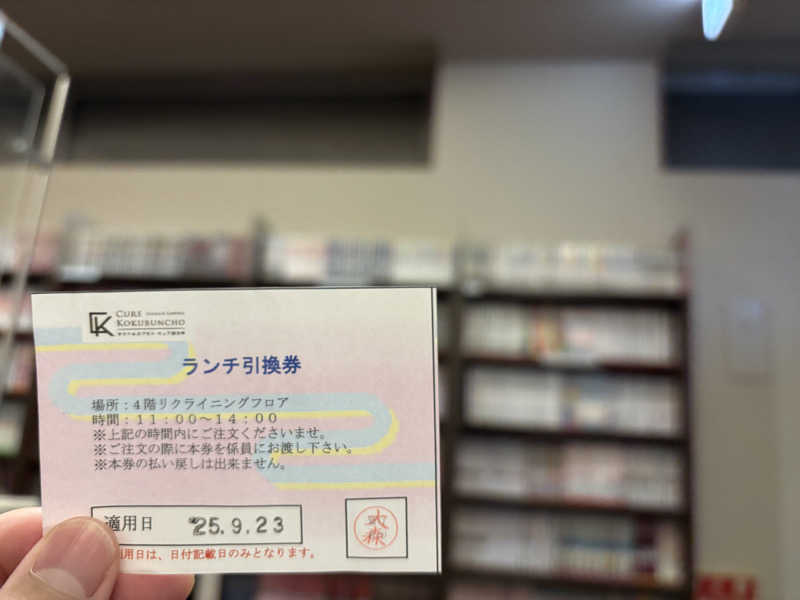 CURE
KOKUBUNCHO
ランチ引換券
場所:4階リクライニングフロア
時間:11:00～14:00
※上記の時間内にご注文くださいませ。
※ご注文の際に本券を係員にお渡し下さい。
※本券の払い戻しは出来ません。
適用日 '25.9.23
用日は、日付記載日のみとなります。